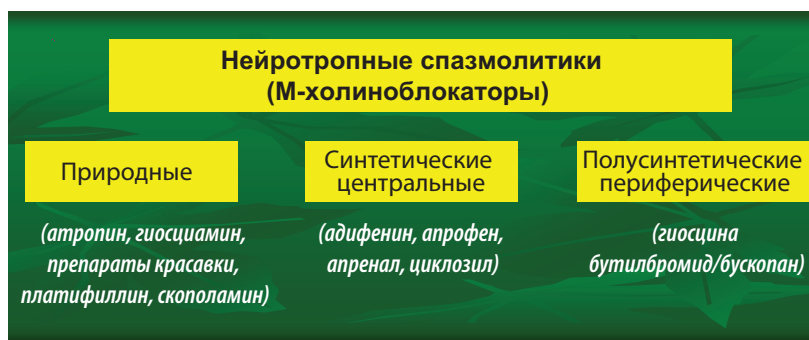 Нейротропные спазмолитики
(М-холиноблокаторы)
Природные
(атропин, гиосциамин,
препараты красавки,
платифиллин, скополамин)
Синтетические
центральные
(адифенин, апрофен,
апренал, циклозил)
Полусинтетические
периферические
(гиосцина
бутилбромид/бускопан)